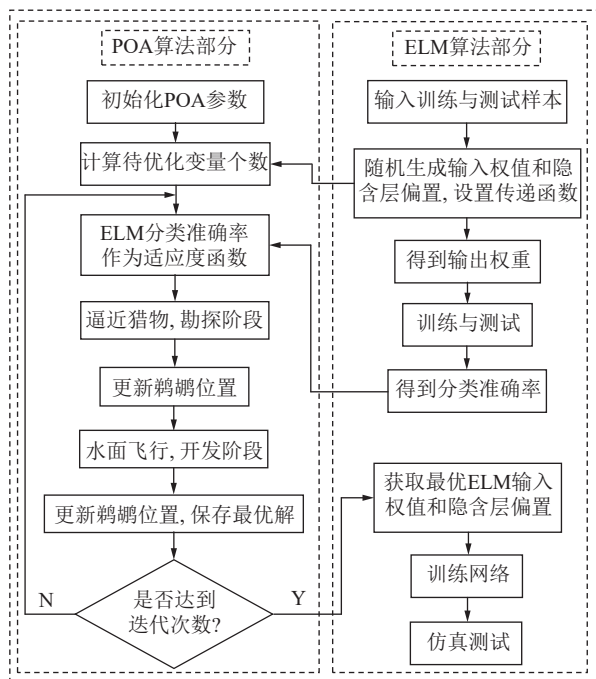 POA算法部分
初始化POA参数
计算待优化变量个数
ELM分类准确率
作为适应度函数
逼近猎物, 勘探阶段
更新鹈鹕位置
水面飞行, 开发阶段
更新鹈鹕位置, 保存最优解
是否达到
迭代次数?
N
Y
ELM算法部分
输入训练与测试样本
随机生成输入权值和隐
含层偏置, 设置传递函数
得到输出权重
训练与测试
得到分类准确率
获取最优ELM输入
权值和隐含层偏置
训练网络
仿真测试